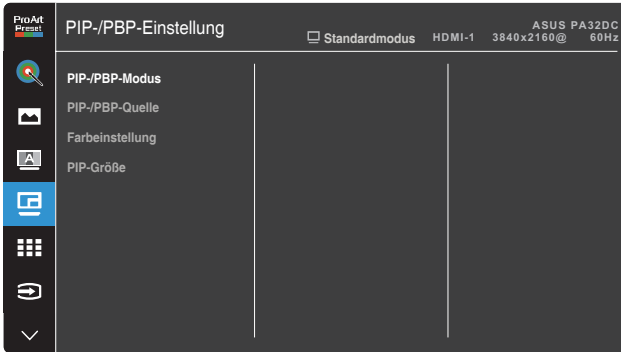 ProArt
Preset
PIP-/PBP-Einstellung
Standardmodus HDMI-1
ASUS PA32DC
3840x2160@ 60Hz
PIP-/PBP-Modus
PIP-/PBP-Quelle
Farbeinstellung
PIP-Größe
A